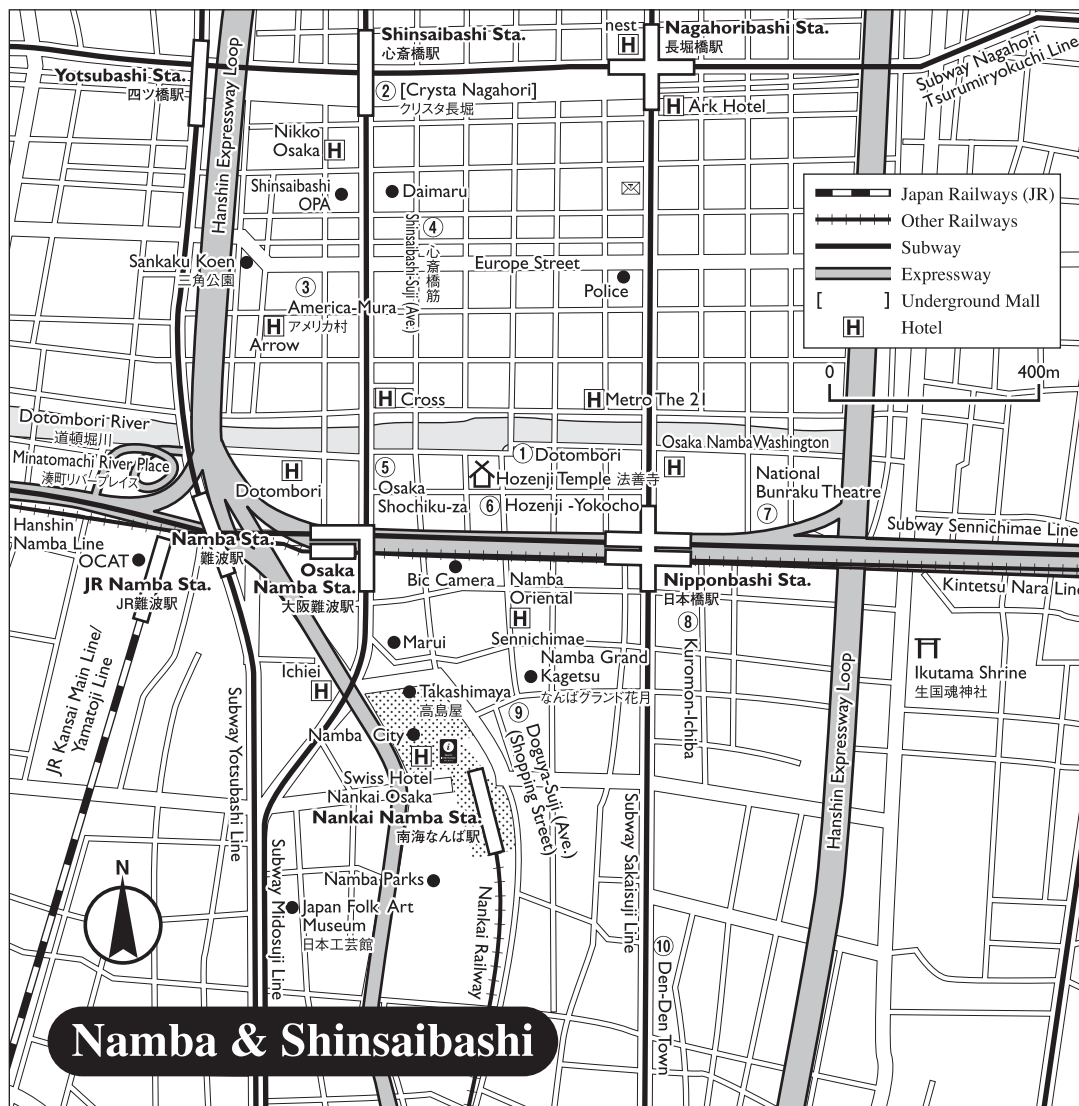 Shinsaibashi Sta.
心斎橋駅
nest
H
Nagahoribashi Sta.
長堀橋駅
Subway Nagahori
Tsurumiryokuchi Line
Yotsubashi Sta.
四ツ橋駅
Hanshin Expressway Loop
② [Crysta Nagahori]
クリスタ長堀
H Ark Hotel
Nikko
Osaka H
Shinsaibashi
OPA
Daimaru
④
心斎橋筋
Shinsaibashi-Suji (Ave.)
Japan Railways (JR)
Other Railways
Subway
Expressway
[ ] Underground Mall
H Hotel
0 400m
Sankaku Koen
三角公園
Europe Street
Police
③
America-Mura
アメリカ村
H
Arrow
H Cross
H Metro The 21
Dotombori River
道頓堀川
Minatomachi River Place
湊町リバープレイス
H
Dotombori
⑤
Osaka
Shochiku-za
① Dotombori
Hozenji Temple 法善寺
⑥ Hozenji -Yokocho
Osaka Namba Washington
H
National
Bunraku Theatre
⑦
Subway Sennichimae Line
Hanshin
Namba Line
OCAT
Namba Sta.
難波駅
JR Namba Sta.
JR難波駅
Osaka
Namba Sta.
大阪難波駅
Bic Camera
Namba
Oriental
H
Sennichimae
Nipponbashi Sta.
日本橋駅
Kintetsu Nara Line
⑧
Kuromon-Ichiba
Marui
Namba Grand
Kagetsu
なんばグランド花月
Ikutama Shrine
生国魂神社
JR Kansai Main Line/
Yamatoji Line
Ichiei
H
Takashimaya
高島屋
Namba City
H
i
Swiss Hotel
Nankai Osaka
Nankai Namba Sta.
南海なんば駅
⑨
Doguya-Suji (Ave.)
(Shopping Street)
Subway Yotsubashi Line
Subway Midosuji Line
Subway Sakaisuji Line
Hanshin Expressway Loop
N
Namba Parks
Japan Folk Art
Museum
日本工芸館
Nankai Railway
⑩
Den-Den Town
Namba & Shinsaibashi